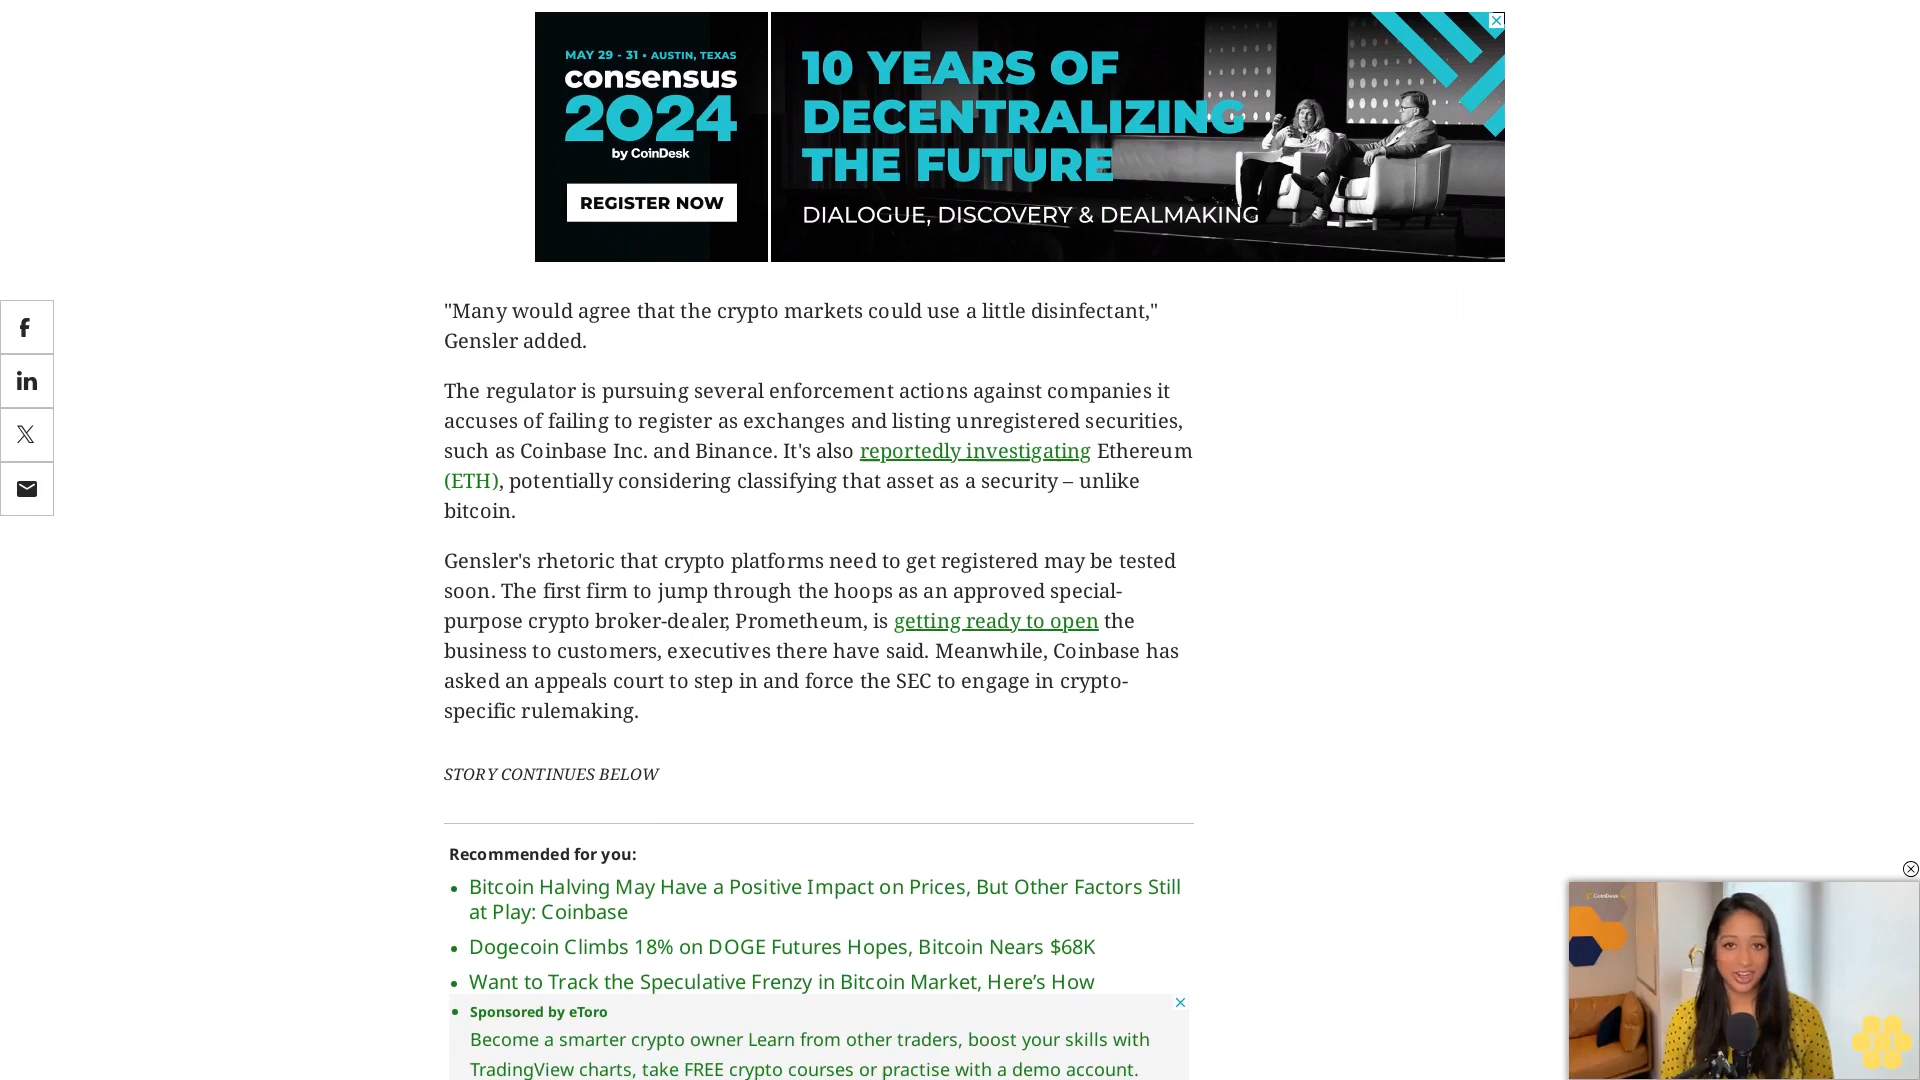 MAY 29 - 31 • AUSTIN, TEXAS
consensus
2024
by CoinDesk
REGISTER NOW
10 YEARS OF
DECENTRALIZING
THE FUTURE
DIALOGUE, DISCOVERY & DEALMAKING
"Many would agree that the crypto markets could use a little disinfectant,"
Gensler added.
The regulator is pursuing several enforcement actions against companies it
accuses of failing to register as exchanges and listing unregistered securities,
such as Coinbase Inc. and Binance. It's also reportedly investigating Ethereum
(ETH), potentially considering classifying that asset as a security – unlike
bitcoin.
Gensler's rhetoric that crypto platforms need to get registered may be tested
soon. The first firm to jump through the hoops as an approved special-
purpose crypto broker-dealer, Prometheum, is getting ready to open the
business to customers, executives there have said. Meanwhile, Coinbase has
asked an appeals court to step in and force the SEC to engage in crypto-
specific rulemaking.
STORY CONTINUES BELOW
Recommended for you:
• Bitcoin Halving May Have a Positive Impact on Prices, But Other Factors Still
at Play: Coinbase
• Dogecoin Climbs 18% on DOGE Futures Hopes, Bitcoin Nears $68K
• Want to Track the Speculative Frenzy in Bitcoin Market, Here’s How
• Sponsored by eToro
Become a smarter crypto owner Learn from other traders, boost your skills with
TradingView charts, take FREE crypto courses or practise with a demo account.
CoinDesk